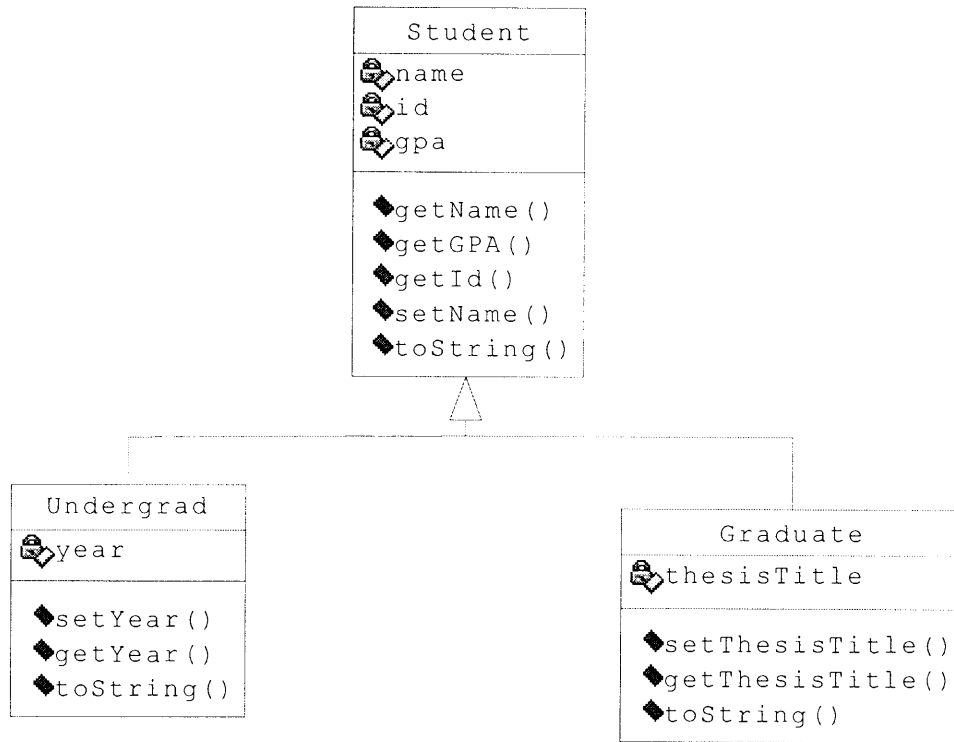 Student
name
id
gpa
getName()
getGPA()
getId()
setName()
toString()
Undergrad
year
setYear()
getYear()
toString()
Graduate
thesisTitle
setThesisTitle()
getThesisTitle()
toString()